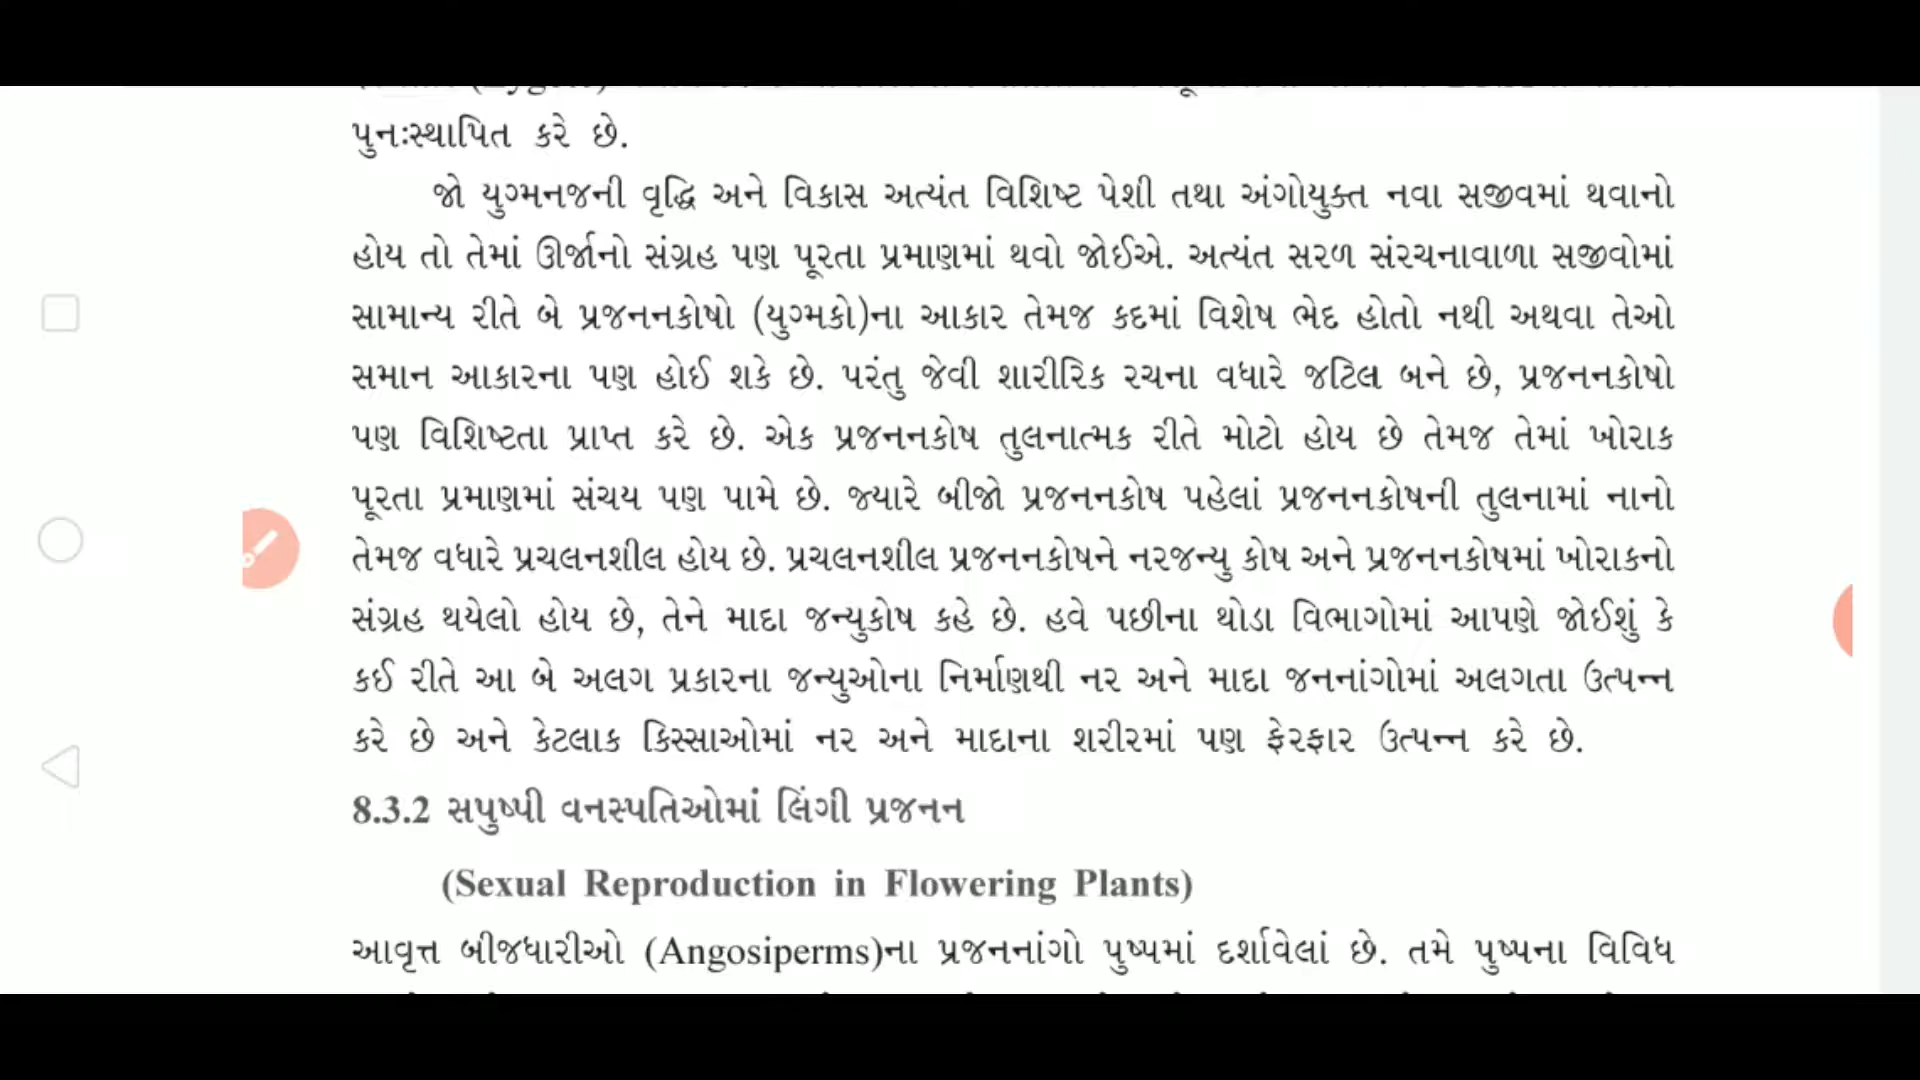 પુનઃસ્થાપિત કરે છે.
જો યુગ્મનજની વૃદ્ધિ અને વિકાસ અત્યંત વિશિષ્ટ પેશી તથા અંગોયુક્ત નવા સજીવમાં થવાનો
હોય તો તેમાં ઊર્જાનો સંગ્રહ પણ પૂરતા પ્રમાણમાં થવો જોઈએ. અત્યંત સરળ સંરચનાવાળા સજીવોમાં
સામાન્ય રીતે બે પ્રજનનકોષો (યુગ્મકો)ના આકાર તેમજ કદમાં વિશેષ ભેદ હોતો નથી અથવા તેઓ
સમાન આકારના પણ હોઈ શકે છે. પરંતુ જેવી શારીરિક રચના વધારે જટિલ બને છે, પ્રજનનકોષો
પણ વિશિષ્ટતા પ્રાપ્ત કરે છે. એક પ્રજનનકોષ તુલનાત્મક રીતે મોટો હોય છે તેમજ તેમાં ખોરાક
પૂરતા પ્રમાણમાં સંચય પણ પામે છે. જ્યારે બીજો પ્રજનનકોષ પહેલાં પ્રજનનકોષની તુલનામાં નાનો
તેમજ વધારે પ્રચલનશીલ હોય છે. પ્રચલનશીલ પ્રજનનકોષને નરજન્યુ કોષ અને પ્રજનનકોષમાં ખોરાકનો
સંગ્રહ થયેલો હોય છે, તેને માદા જન્યુકોષ કહે છે. હવે પછીના થોડા વિભાગોમાં આપણે જોઈશું કે
કઈ રીતે આ બે અલગ પ્રકારના જન્યુઓના નિર્માણથી નર અને માદા જનનાંગોમાં અલગતા ઉત્પન્ન
કરે છે અને કેટલાક કિસ્સાઓમાં નર અને માદાના શરીરમાં પણ ફેરફાર ઉત્પન્ન કરે છે.
8.3.2 સપુષ્પી વનસ્પતિઓમાં લિંગી પ્રજનન
(Sexual Reproduction in Flowering Plants)
આવૃત્ત બીજધારીઓ (Angosiperms)ના પ્રજનનાંગો પુષ્પમાં દર્શાવેલાં છે. તમે પુષ્પના વિવિધ